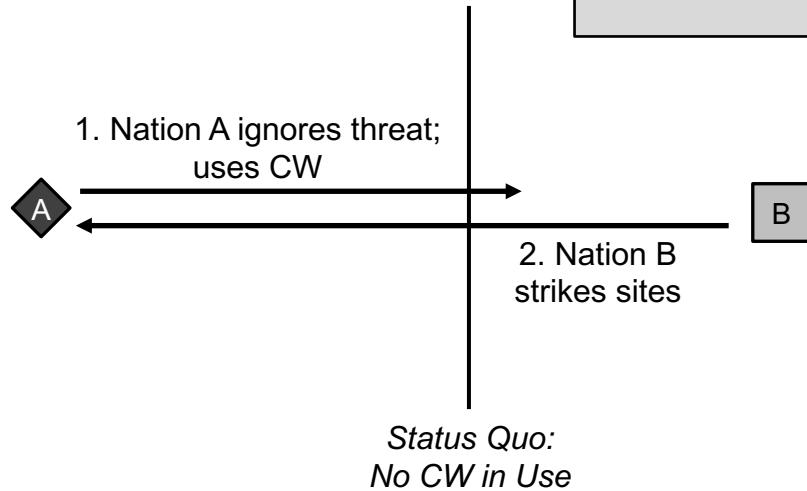 1. Nation A ignores threat;
uses CW
A
B
2. Nation B
strikes sites
Status Quo:
No CW in Use